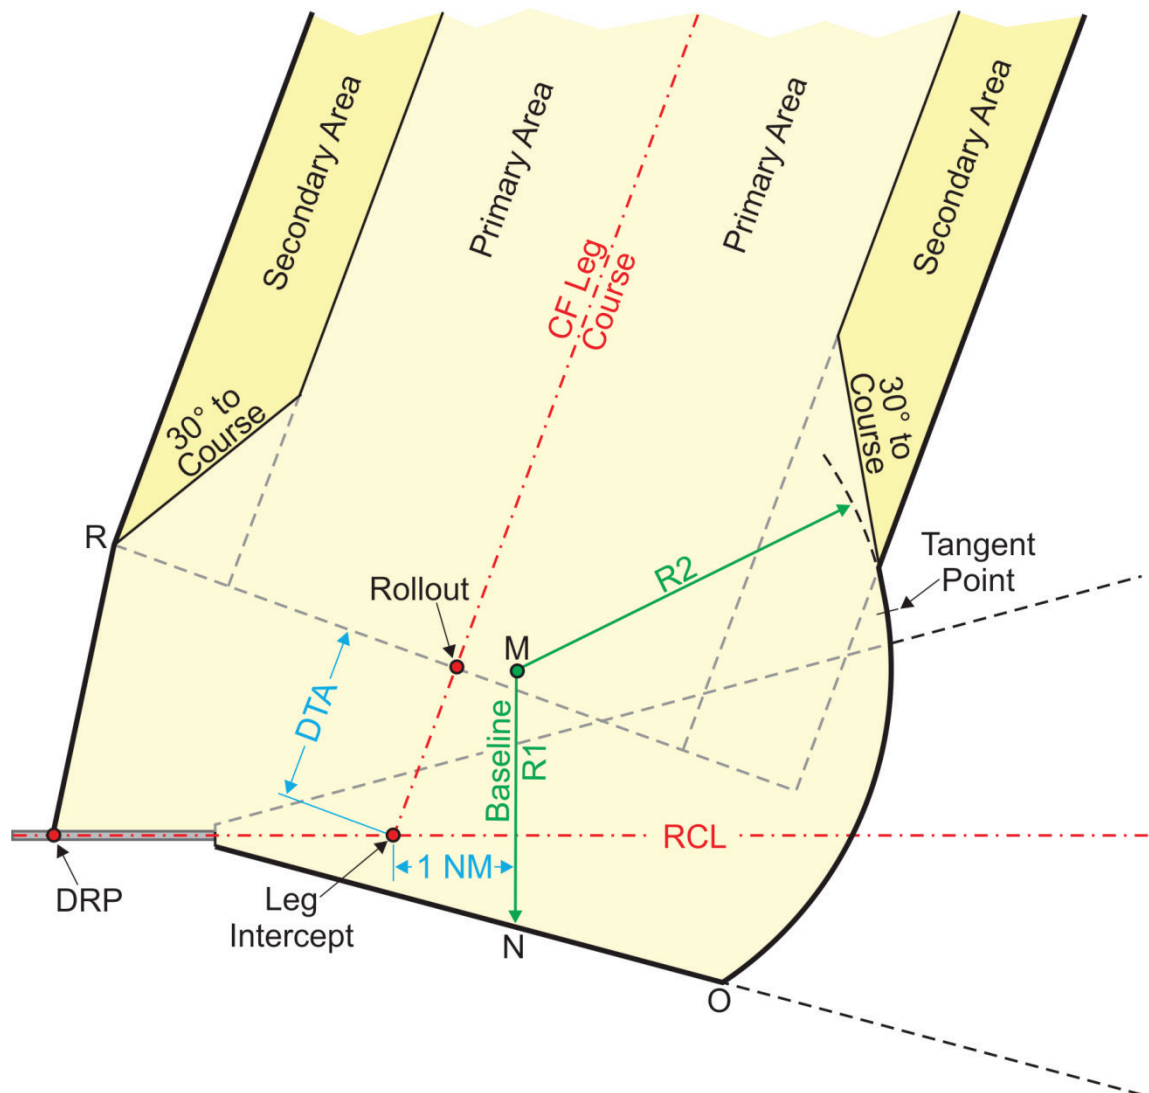 Secondary Area
Primary Area
Primary Area
Secondary Area
CF Leg
Course
30° to
Course
30° to
Course
R
Tangent
Point
R2
Rollout
M
DTA
Baseline
R1
RCL
1 NM
DRP
Leg
Intercept
N
O